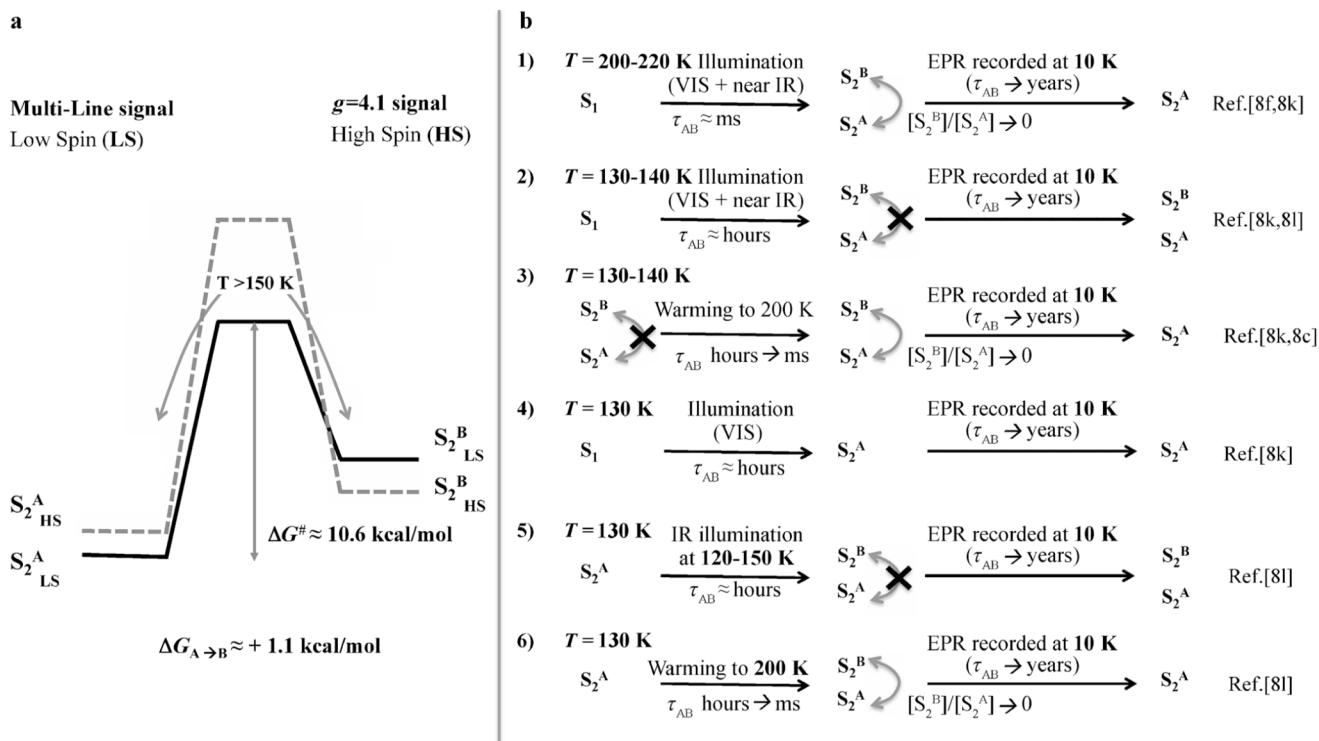 a
Multi-Line signal
Low Spin (LS)
g=4.1 signal
High Spin (HS)
T >150 K
S₂ᴬ HS
S₂ᴬ LS
S₂ᴮ LS
S₂ᴮ HS
ΔG# ≈ 10.6 kcal/mol
ΔG A→B ≈ + 1.1 kcal/mol
b
1) T = 200-220 K Illumination
(VIS + near IR)
S₁
τAB ≈ ms
S₂ᴮ
S₂ᴬ
EPR recorded at 10 K
(τAB → years)
[S₂ᴮ]/[S₂ᴬ] → 0
S₂ᴬ
Ref.[8f,8k]
2) T = 130-140 K Illumination
(VIS + near IR)
S₁
τAB ≈ hours
S₂ᴮ
S₂ᴬ
EPR recorded at 10 K
(τAB → years)
S₂ᴮ
S₂ᴬ
Ref.[8k,8l]
3) T = 130-140 K
S₂ᴮ
S₂ᴬ
Warming to 200 K
τAB hours → ms
S₂ᴮ
S₂ᴬ
EPR recorded at 10 K
(τAB → years)
[S₂ᴮ]/[S₂ᴬ] → 0
S₂ᴬ
Ref.[8k,8c]
4) T = 130 K Illumination
(VIS)
S₁
τAB ≈ hours
S₂ᴬ
EPR recorded at 10 K
(τAB → years)
S₂ᴬ
Ref.[8k]
5) T = 130 K IR illumination
at 120-150 K
S₂ᴬ
τAB ≈ hours
S₂ᴮ
S₂ᴬ
EPR recorded at 10 K
(τAB → years)
S₂ᴮ
S₂ᴬ
Ref.[8l]
6) T = 130 K
S₂ᴬ
Warming to 200 K
τAB hours → ms
S₂ᴮ
S₂ᴬ
EPR recorded at 10 K
(τAB → years)
[S₂ᴮ]/[S₂ᴬ] → 0
S₂ᴬ
Ref.[8l]